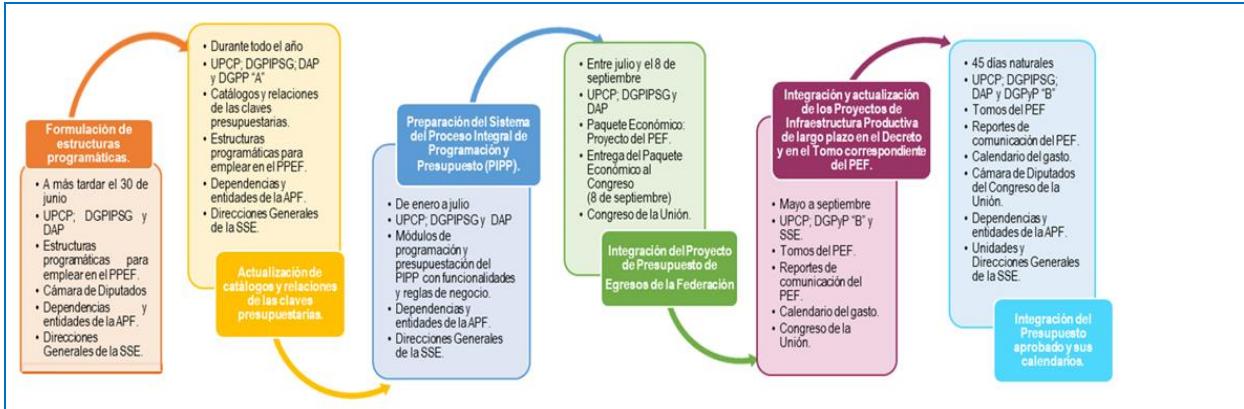 Formulación de
estructuras
programáticas.
• A más tardar el 30 de
junio
• UPCP; DGPIPSG y
DAP
• Estructuras
programáticas para
emplear en el PPEF.
• Cámara de Diputados
• Dependencias y
entidades de la APF.
• Direcciones
Generales de la SSE.
• Durante todo el año
• UPCP; DGPIPSG; DAP
y DGPP "A"
• Catálogos y relaciones
de las claves
presupuestarias.
• Estructuras
programáticas para
emplear en el PPEF.
• Dependencias y
entidades de la APF.
• Direcciones Generales
de la SSE.
Actualización de
catálogos y relaciones
de las claves
presupuestarias.
Preparación del Sistema
del Proceso Integral de
Programación y
Presupuesto (PIPP).
• De enero a julio
• UPCP; DGPIPSG y DAP
• Módulos de
programación y
presupuestación del
PIPP con funcionalidades
y reglas de negocio.
• Dependencias y
entidades de la APF.
• Direcciones Generales
de la SSE.
• Entre julio y el 8 de
septiembre
• UPCP; DGPIPSG y
DAP
• Paquete Económico:
Proyecto del PEF.
• Entrega del Paquete
Económico al
Congreso
(8 de septiembre)
• Congreso de la Unión.
Integración del Proyecto
de Presupuesto de
Egresos de la Federación
Integración y actualización
de los Proyectos de
Infraestructura Productiva
de largo plazo en el Decreto
y en el Tomo correspondiente
del PEF.
• Mayo a septiembre
• UPCP; DGPyP "B" y
SSE.
• Tomos del PEF.
• Reportes de
comunicación del
PEF.
• Calendario del gasto.
• Congreso de la
Unión.
• 45 días naturales
• UPCP; DGPIPSG;
DAP y DGPyP "B"
• Tomos del PEF
• Reportes de
comunicación del PEF.
• Calendario del gasto.
• Cámara de Diputados
del Congreso de la
Unión.
• Dependencias y
entidades de la APF.
• Unidades y
Direcciones Generales
de la SSE.
Integración del
Presupuesto
aprobado y sus
calendarios.